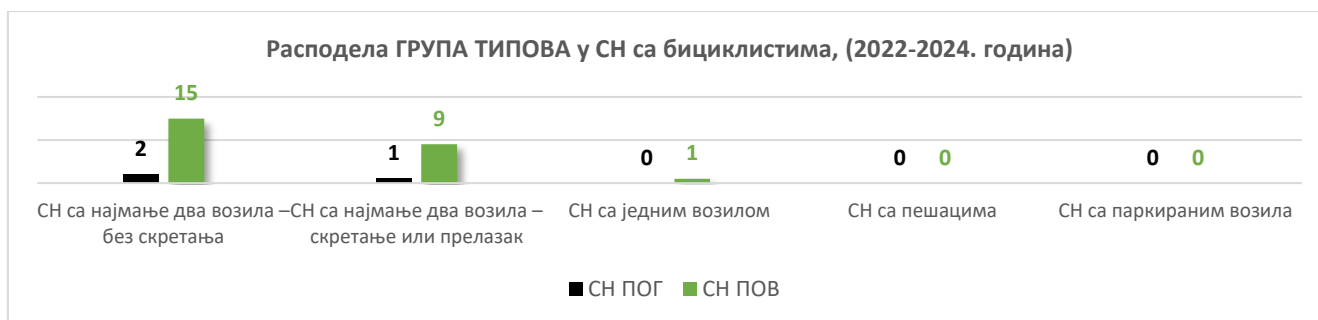 Расподела ГРУПА ТИПОВА у СН са бициклистима, (2022-2024. година)
15
2
9
1
0
1
0
0
0
0
СН са најмање два возила –
без скретања
СН са најмање два возила –
скретање или прелазак
СН са једним возилом
СН са пешацима
СН са паркираним возила
СН ПОГ
СН ПОВ